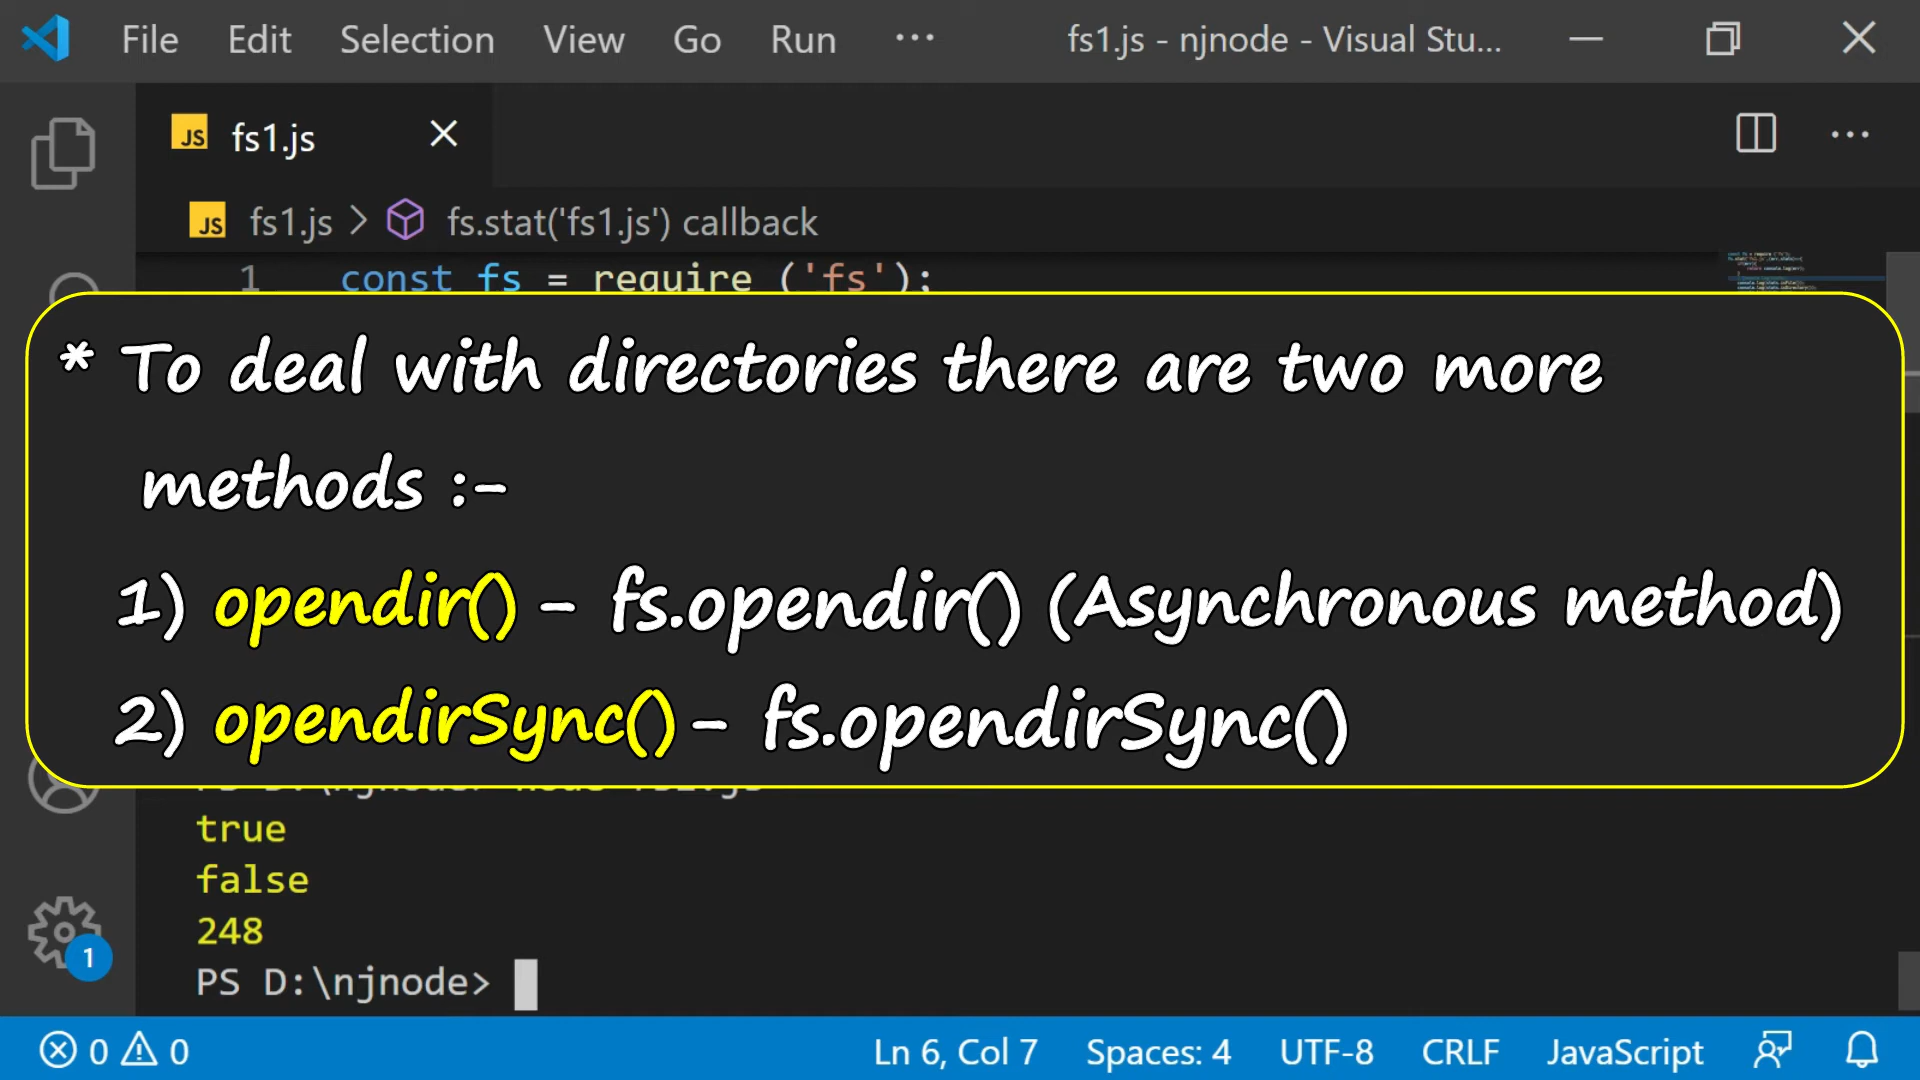 File Edit Selection View Go Run ··· fs1.js - njnode - Visual Stu...
JS fs1.js
JS fs1.js > fs.stat('fs1.js') callback
1 const fs = require ('fs');
* To deal with directories there are two more
methods :-
1) opendir() - fs.opendir() (Asynchronous method)
2) opendirSync() - fs.opendirSync()
true
false
248
PS D:\njnode>
1
0 0 Ln 6, Col 7 Spaces: 4 UTF-8 CRLF JavaScript